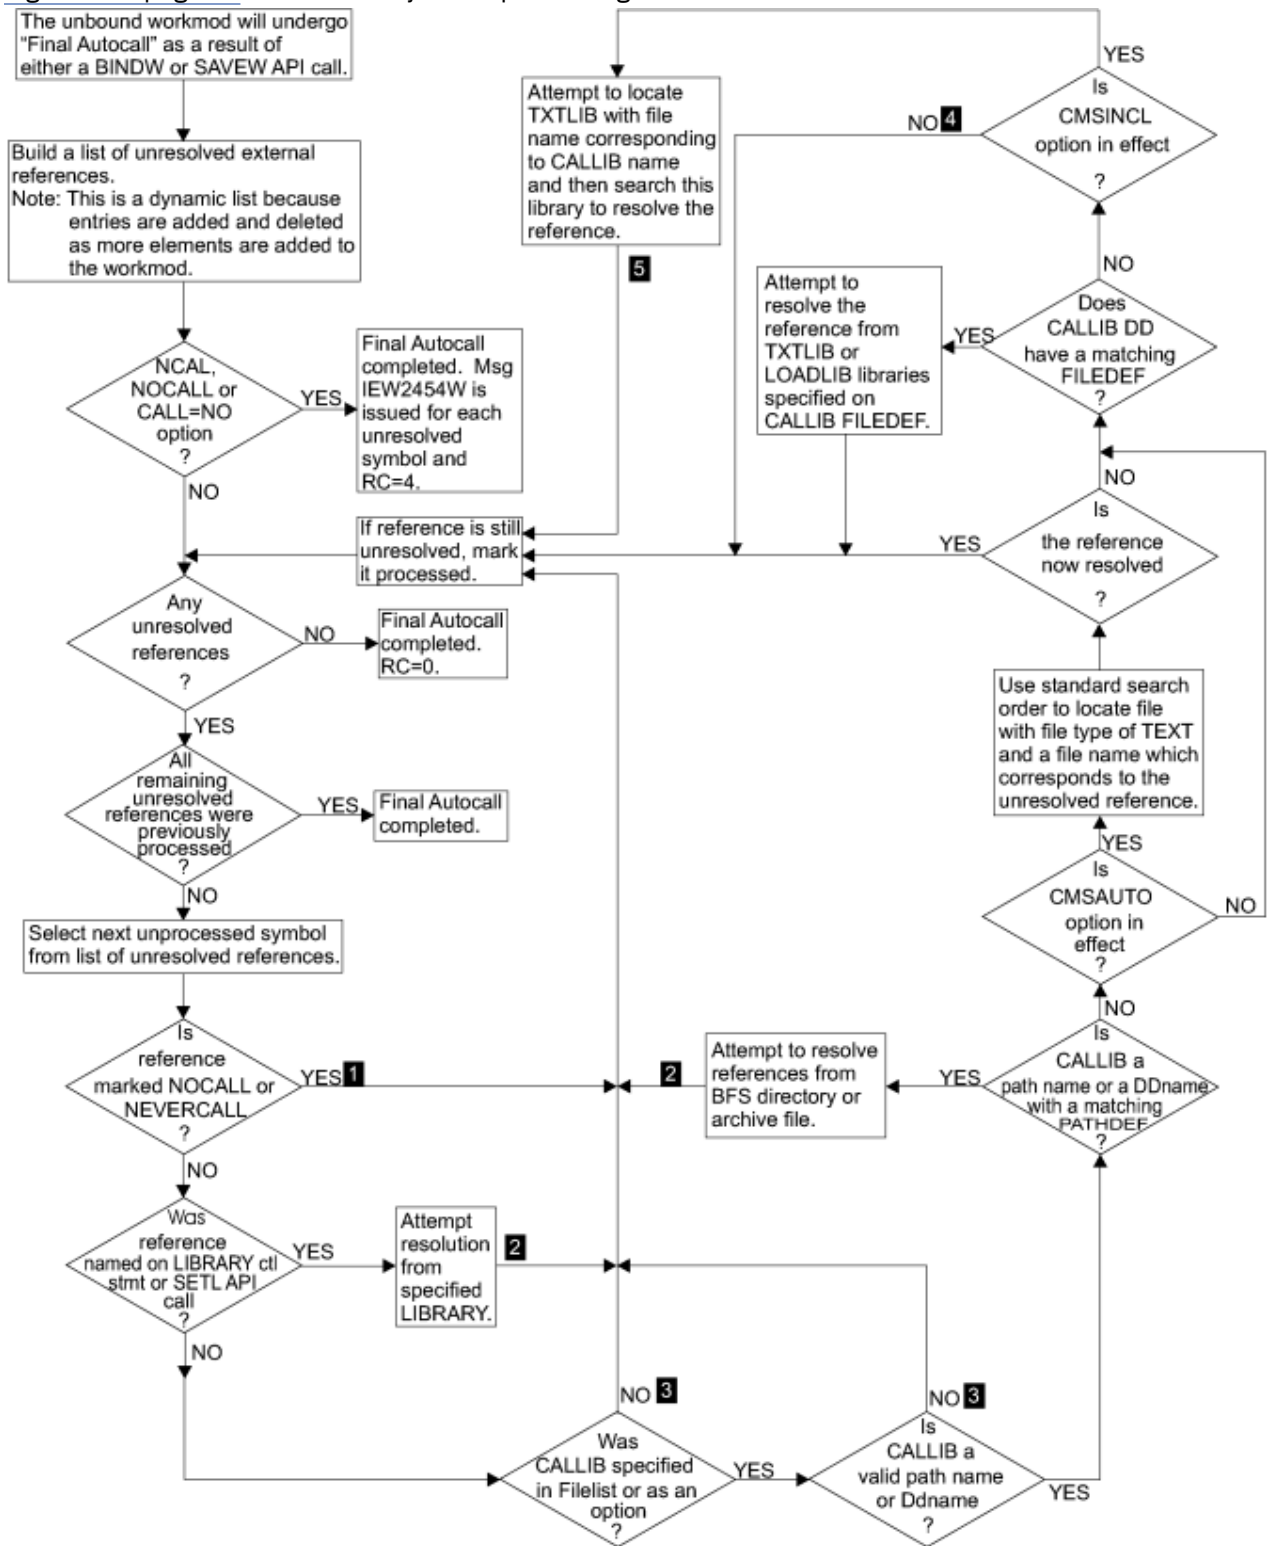 The unbound workmod will undergo
“Final Autocall” as a result of
either a BINDW or SAVEW API call.
Build a list of unresolved external
references.
Note: This is a dynamic list because
entries are added and deleted
as more elements are added to
the workmod.
NCAL,
NOCALL or
CALL=NO
option
?
YES
Final Autocall
completed. Msg
IEW2454W is
issued for each
unresolved
symbol and
RC=4.
NO
If reference is still
unresolved, mark
it processed.
Any
unresolved
references
?
NO
Final Autocall
completed.
RC=0.
YES
All
remaining
unresolved
references were
previously
processed
?
YES
Final Autocall
completed.
NO
Select next unprocessed symbol
from list of unresolved references.
Is
reference
marked NOCALL or
NEVERCALL
?
YES 1
NO
Was
reference
named on LIBRARY ctl
stmt or SETL API
call
?
YES
Attempt
resolution
from
specified
LIBRARY.
2
NO
Was
CALLIB specified
in Filelist or as an
option
?
NO 3
YES
Is
CALLIB a
valid path name
or Ddname
?
NO 3
YES
Is
CALLIB a
path name or a DDname
with a matching
PATHDEF
?
YES
Attempt to resolve
references from
BFS directory or
archive file.
2
NO
Is
CMSAUTO
option in
effect
?
NO
YES
Use standard search
order to locate file
with file type of TEXT
and a file name which
corresponds to the
unresolved reference.
Is
the reference
now resolved
?
YES
NO
Does
CALLIB DD
have a matching
FILEDEF
?
YES
Attempt to
resolve the
reference from
TXTLIB or
LOADLIB libraries
specified on
CALLIB FILEDEF.
NO
Is
CMSINCL
option in effect
?
NO 4
YES
Attempt to locate
TXTLIB with file
name corresponding
to CALLIB name
and then search this
library to resolve the
reference.
5